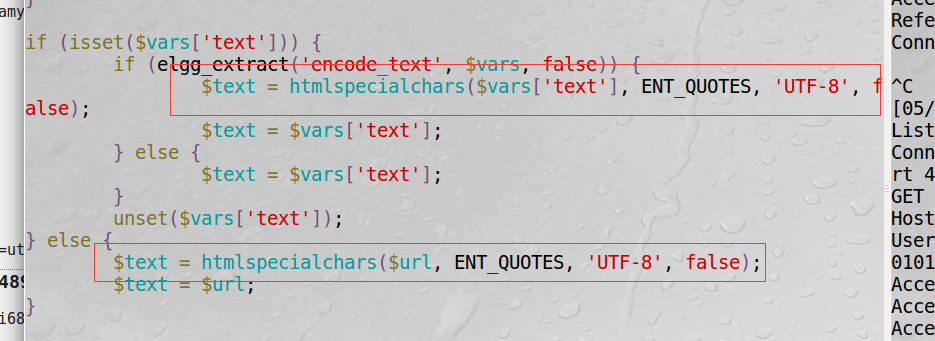 amy
if (isset($vars['text'])) {
if (elgg_extract('encode_text', $vars, false)) {
$text = htmlspecialchars($vars['text'], ENT_QUOTES, 'UTF-8', f
alse);
$text = $vars['text'];
} else {
$text = $vars['text'];
}
unset($vars['text']);
} else {
$text = htmlspecialchars($url, ENT_QUOTES, 'UTF-8', false);
$text = $url;
}
=ut
489
i68
Acce
Refe
Conn
^C
[05/
List
Conn
rt 4
GET
Host
User
0101
Acce
Acce
Acce